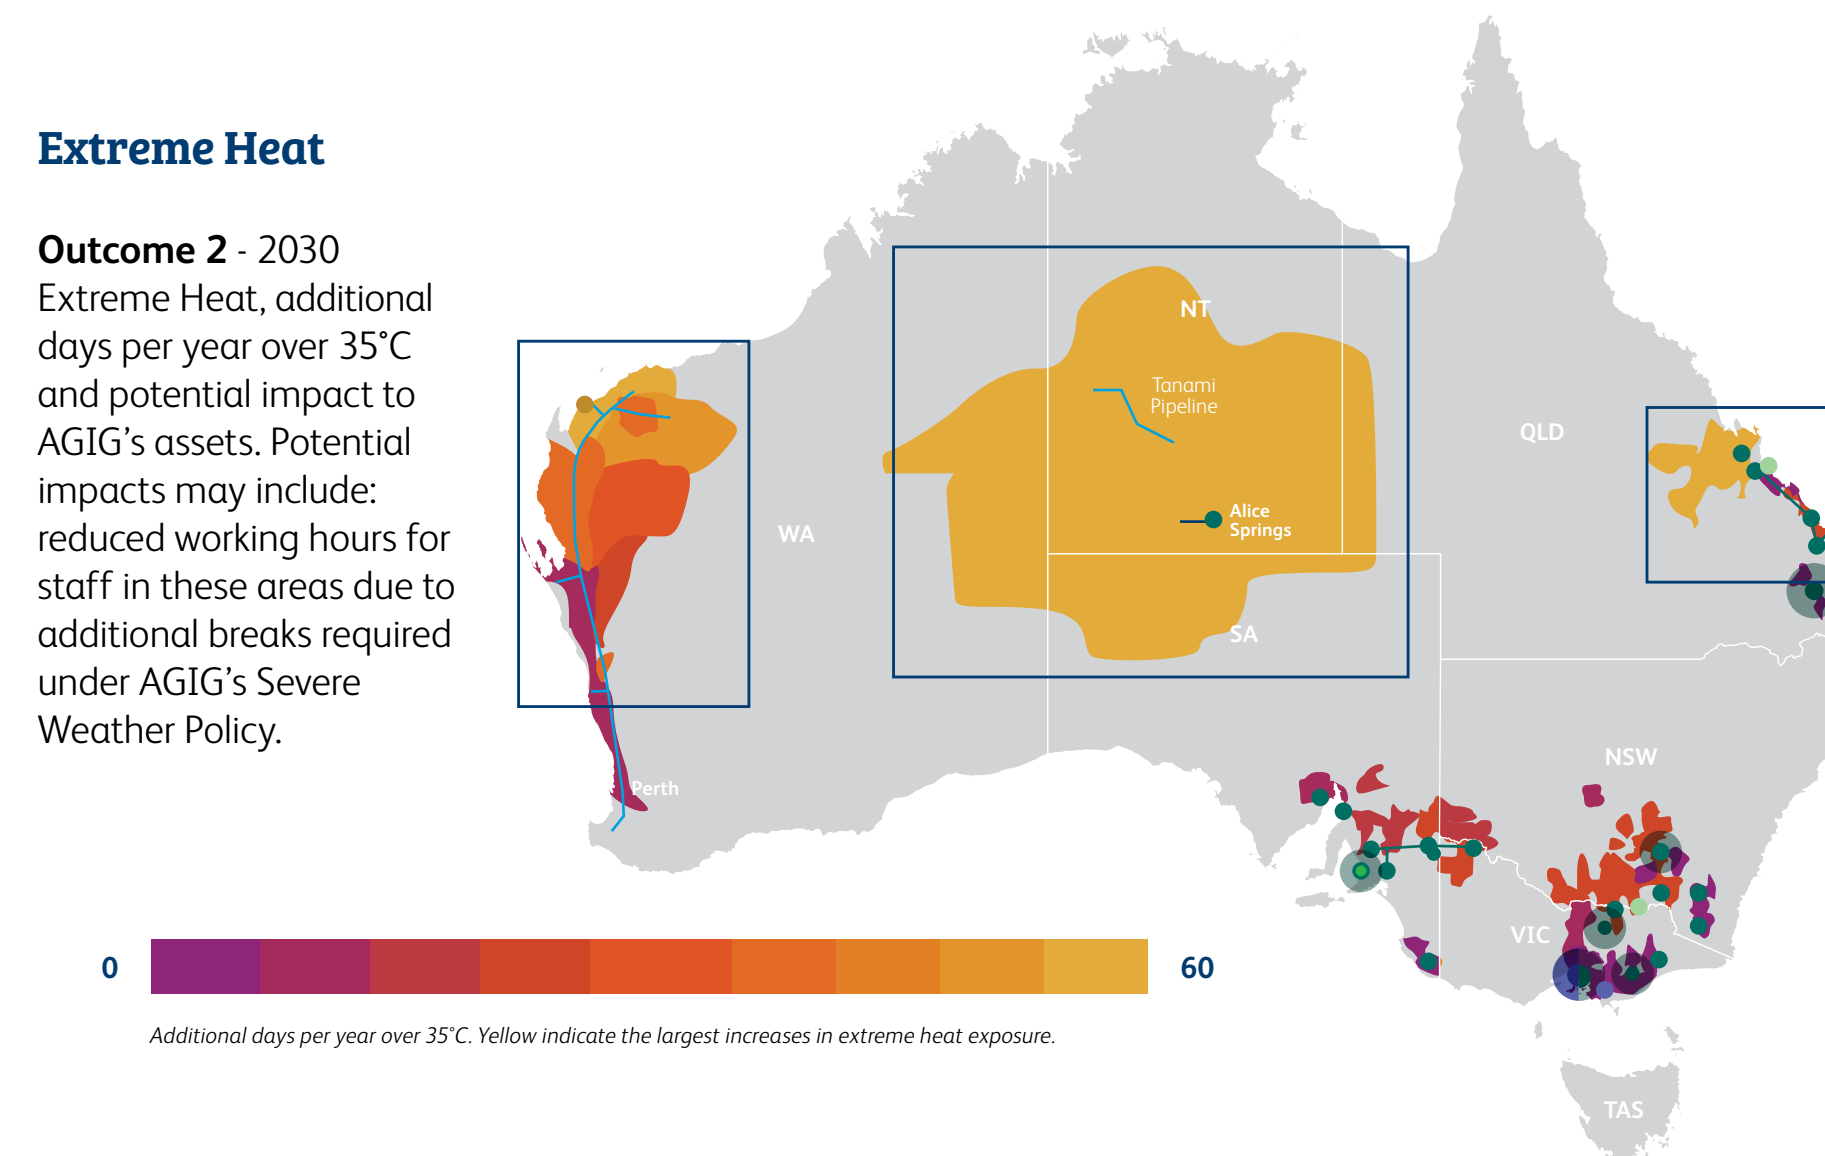 Extreme Heat
Outcome 2 - 2030
Extreme Heat, additional
days per year over 35°C
and potential impact to
AGIG’s assets. Potential
impacts may include:
reduced working hours for
staff in these areas due to
additional breaks required
under AGIG’s Severe
Weather Policy.
NT
Tanami
Pipeline
QLD
Alice
Springs
WA
SA
NSW
Perth
VIC
TAS
0
60
Additional days per year over 35°C. Yellow indicate the largest increases in extreme heat exposure.